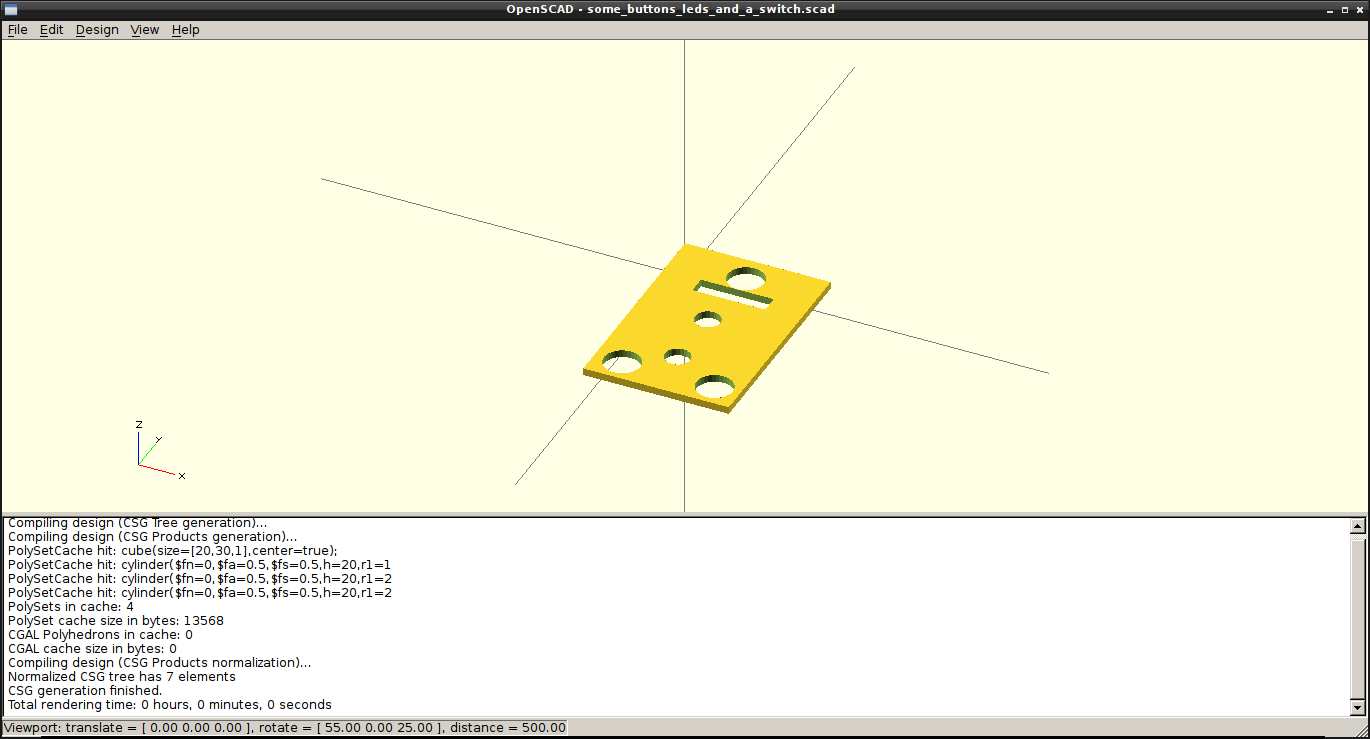 OpenSCAD - some_buttons_leds_and_a_switch.scad
File Edit Design View Help
Z
Y
X
Compiling design (CSG Tree generation)...
Compiling design (CSG Products generation)...
PolySetCache hit: cube(size=[20,30,1],center=true);
PolySetCache hit: cylinder($fn=0,$fa=0.5,$fs=0.5,h=20,r1=1
PolySetCache hit: cylinder($fn=0,$fa=0.5,$fs=0.5,h=20,r1=2
PolySetCache hit: cylinder($fn=0,$fa=0.5,$fs=0.5,h=20,r1=2
PolySets in cache: 4
PolySet cache size in bytes: 13568
CGAL Polyhedrons in cache: 0
CGAL cache size in bytes: 0
Compiling design (CSG Products normalization)...
Normalized CSG tree has 7 elements
CSG generation finished.
Total rendering time: 0 hours, 0 minutes, 0 seconds
Viewport: translate = [ 0.00 0.00 0.00 ], rotate = [ 55.00 0.00 25.00 ], distance = 500.00